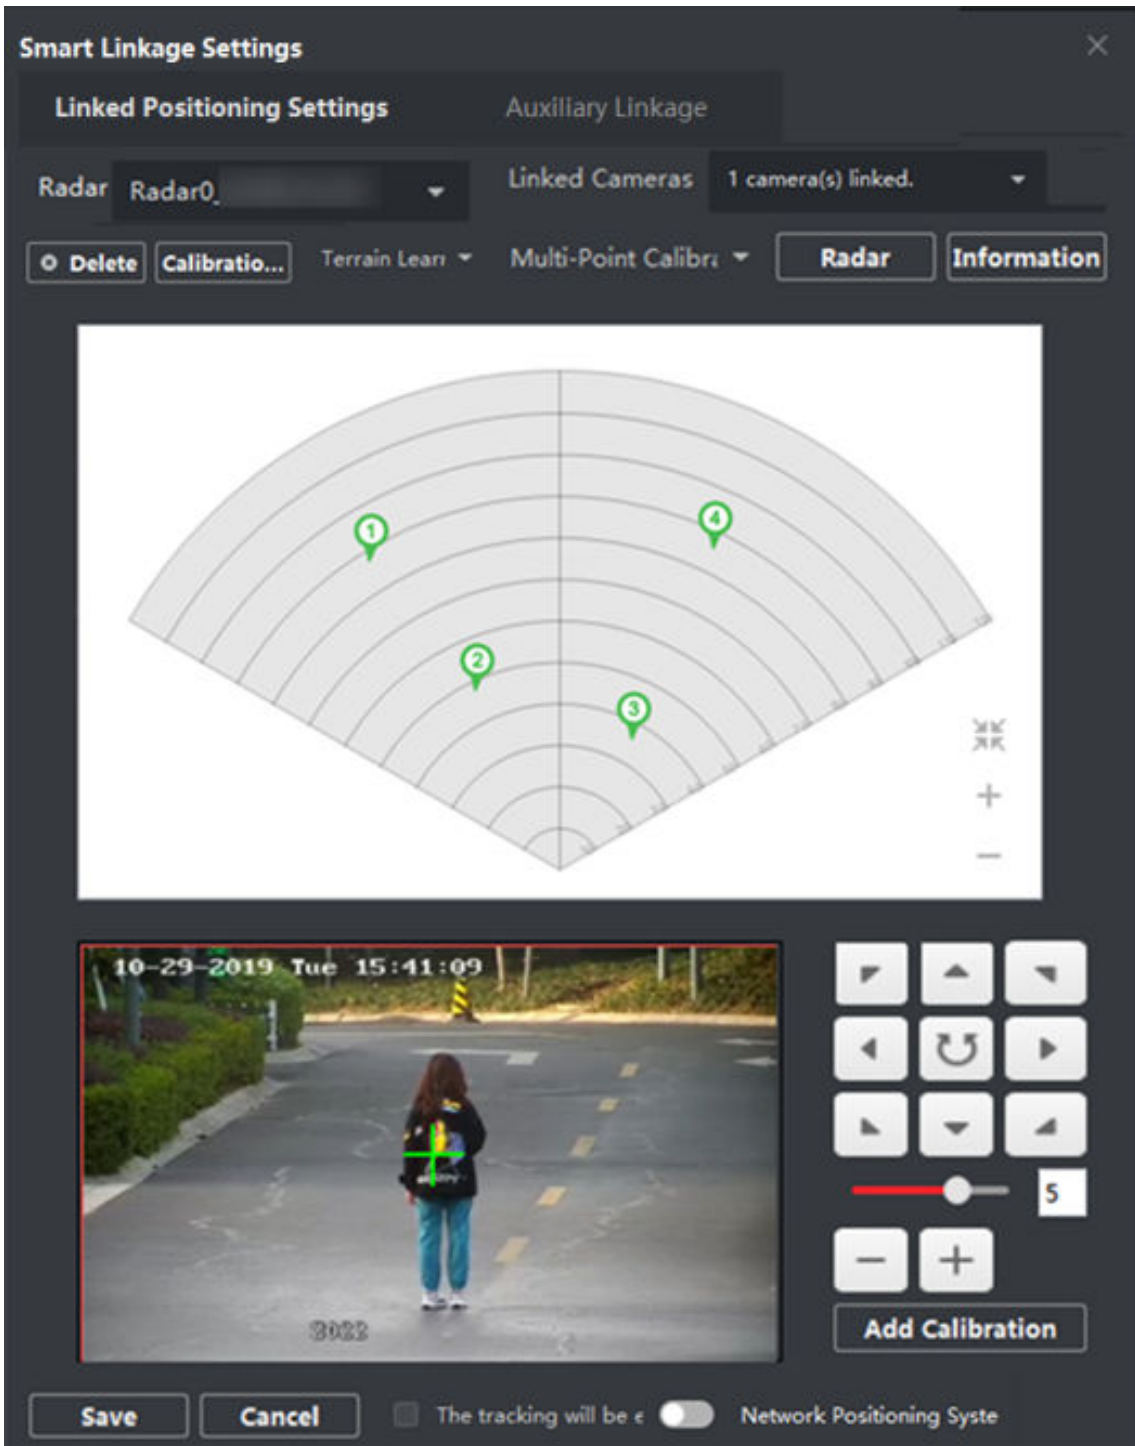 Smart Linkage Settings
Linked Positioning Settings Auxiliary Linkage
Radar Radar0_ Linked Cameras 1 camera(s) linked.
Delete Calibratio... Terrain Lear Multi-Point Calibr Radar Information
1
4
2
3
10-29-2019 Tue 15:41:09
5
2022
Add Calibration
Save Cancel The tracking will be e Network Positioning Syste